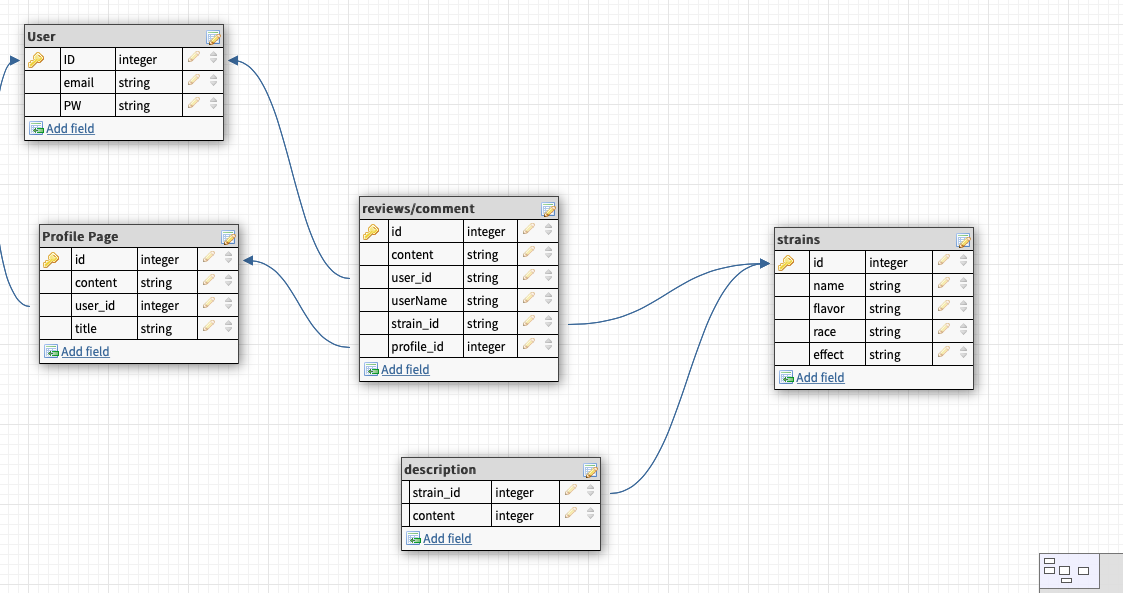 User
ID integer
email string
PW string
Add field
Profile Page
id integer
content string
user_id integer
title string
Add field
reviews/comment
id integer
content string
user_id string
userName string
strain_id string
profile_id integer
Add field
strains
id integer
name string
flavor string
race string
effect string
Add field
description
strain_id integer
content integer
Add field